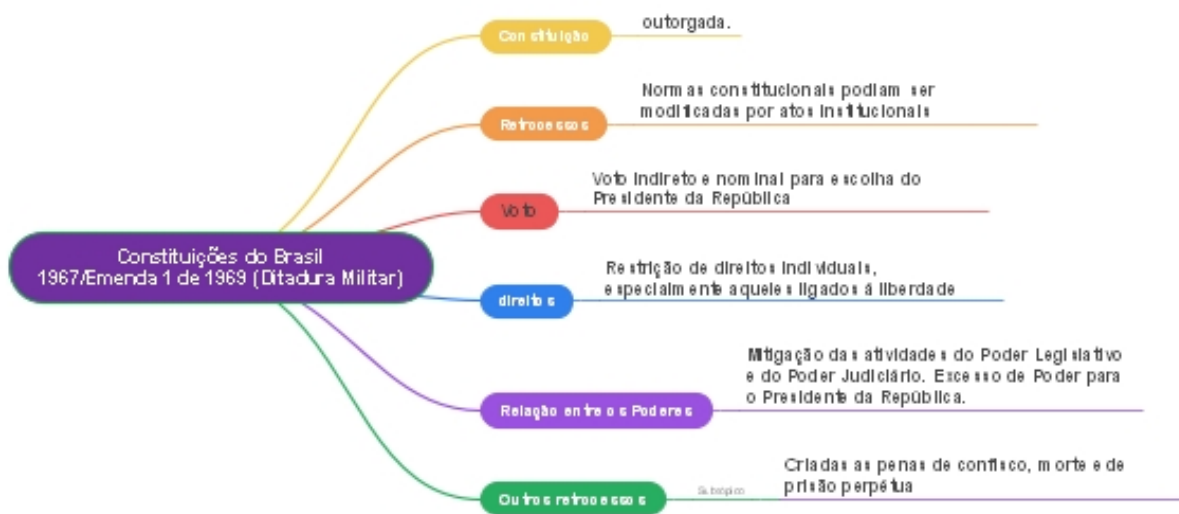 outorgada.
Constituição
Normas constitucionais podiam ser
modificadas por atos institucionais
Retrocessos
Voto indireto e nominal para escolha do
Presidente da República
Voto
Constituições do Brasil
1967/Emenda 1 de 1969 (Ditadura Militar)
Restrição de direitos individuais,
especialmente aqueles ligados à liberdade
direitos
Mitigação das atividades do Poder Legislativo
e do Poder Judiciário. Excesso de Poder para
o Presidente da República.
Relação entre os Poderes
Criadas as penas de confisco, morte e de
prisão perpétua
Subtópico
Outros retrocessos